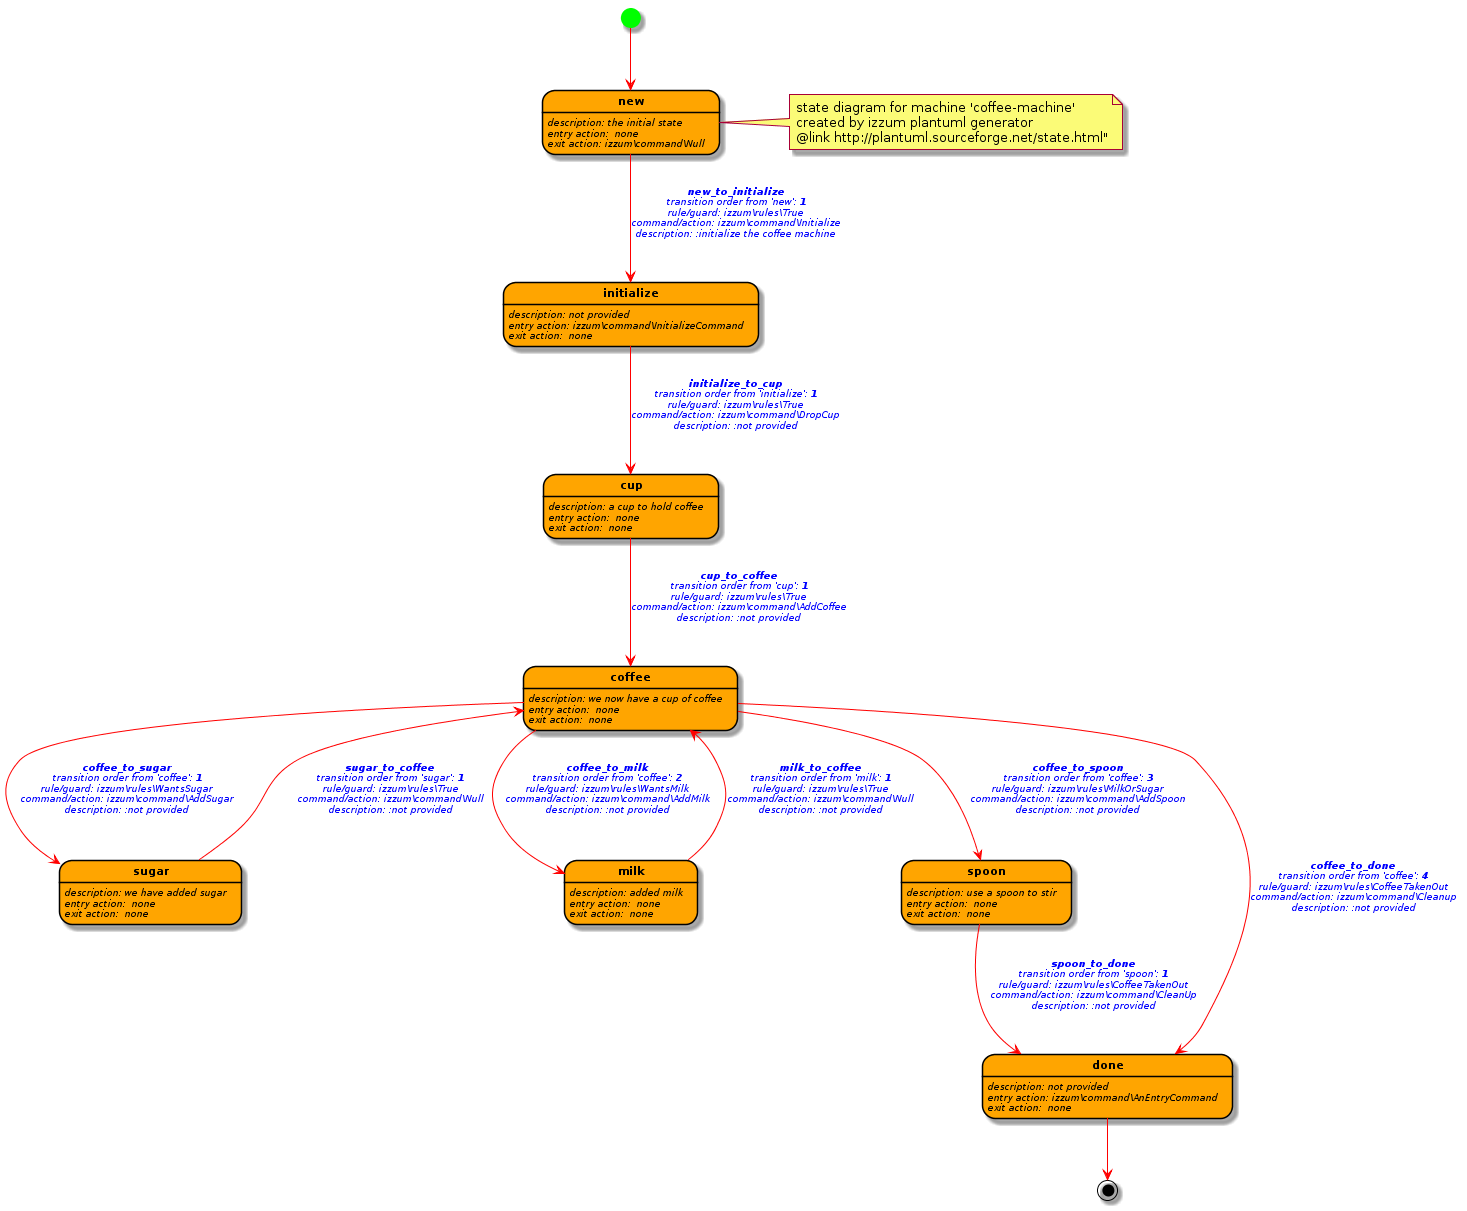 new
description: the initial state
entry action:  none
exit action: izzum\command\Null
state diagram for machine 'coffee-machine'
created by izzum plantuml generator
@link http://plantuml.sourceforge.net/state.html"
new_to_initialize
transition order from 'new': 1
rule/guard: izzum\rules\True
command/action: izzum\command\Initialize
description: :initialize the coffee machine
initialize
description: not provided
entry action: izzum\command\InitializeCommand
exit action:  none
initialize_to_cup
transition order from 'initialize': 1
rule/guard: izzum\rules\True
command/action: izzum\command\DropCup
description: :not provided
cup
description: a cup to hold coffee
entry action:  none
exit action:  none
cup_to_coffee
transition order from 'cup': 1
rule/guard: izzum\rules\True
command/action: izzum\command\AddCoffee
description: :not provided
coffee
description: we now have a cup of coffee
entry action:  none
exit action:  none
coffee_to_sugar
transition order from 'coffee': 1
rule/guard: izzum\rules\WantsSugar
command/action: izzum\command\AddSugar
description: :not provided
sugar_to_coffee
transition order from 'sugar': 1
rule/guard: izzum\rules\True
command/action: izzum\command\Null
description: :not provided
coffee_to_milk
transition order from 'coffee': 2
rule/guard: izzum\rules\WantsMilk
command/action: izzum\command\AddMilk
description: :not provided
milk_to_coffee
transition order from 'milk': 1
rule/guard: izzum\rules\True
command/action: izzum\command\Null
description: :not provided
coffee_to_spoon
transition order from 'coffee': 3
rule/guard: izzum\rules\MilkOrSugar
command/action: izzum\command\AddSpoon
description: :not provided
coffee_to_done
transition order from 'coffee': 4
rule/guard: izzum\rules\CoffeeTakenOut
command/action: izzum\command\Cleanup
description: :not provided
sugar
description: we have added sugar
entry action:  none
exit action:  none
milk
description: added milk
entry action:  none
exit action:  none
spoon
description: use a spoon to stir
entry action:  none
exit action:  none
spoon_to_done
transition order from 'spoon': 1
rule/guard: izzum\rules\CoffeeTakenOut
command/action: izzum\command\CleanUp
description: :not provided
done
description: not provided
entry action: izzum\command\AnEntryCommand
exit action:  none